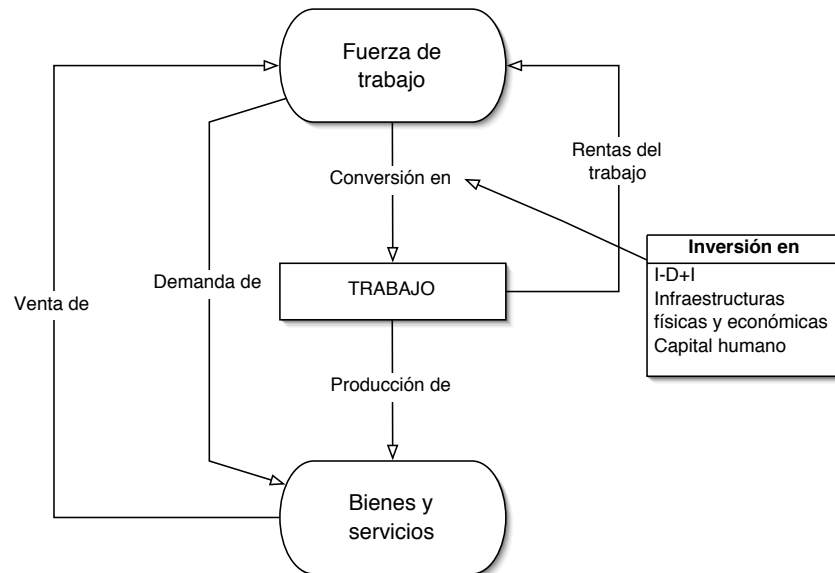 Fuerza de
trabajo
Rentas del
trabajo
Conversión en
Inversión en
I-D+I
Infraestructuras
físicas y económicas
Capital humano
Demanda de
TRABAJO
Venta de
Producción de
Bienes y
servicios